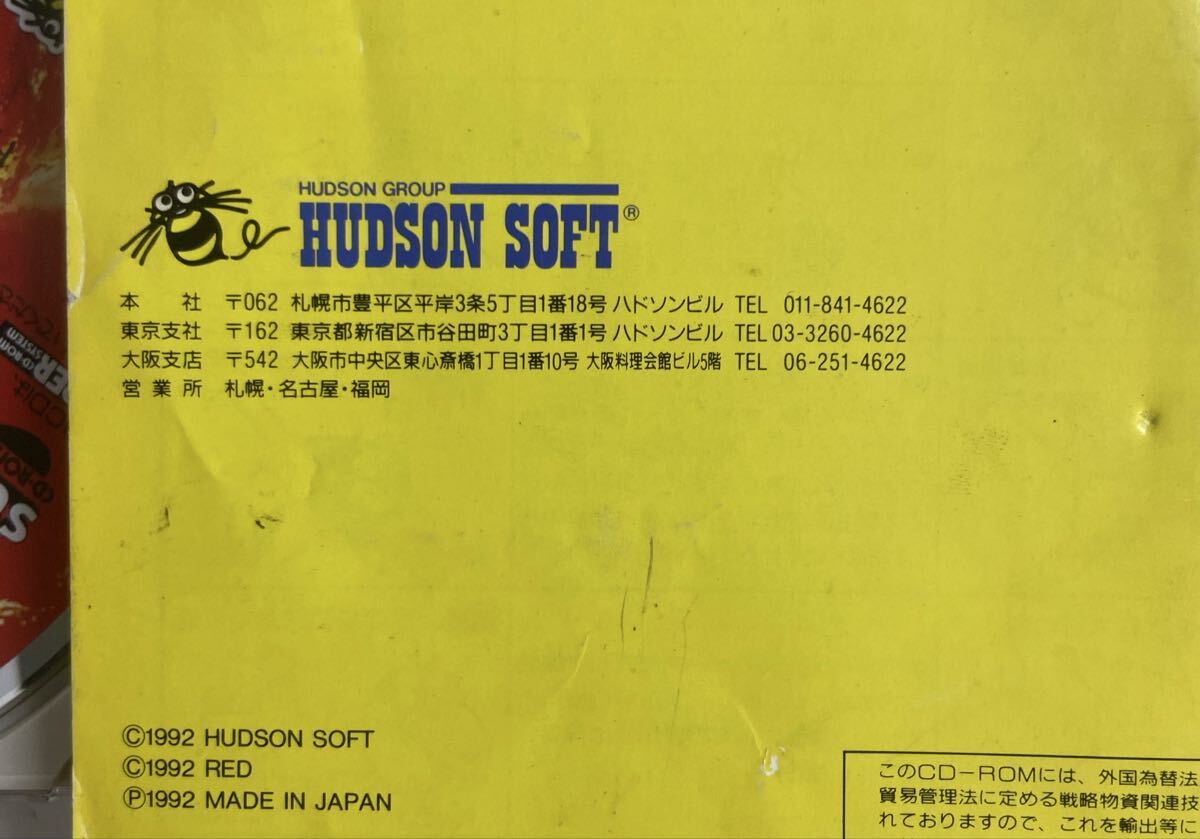 HUDSON GROUP
HUDSON SOFT®
本 社 〒062 札幌市豊平区平岸3条5丁目1番18号 ハドソンビル TEL 011-841-4622
東京支社 〒162 東京都新宿区市谷田町3丁目1番1号 ハドソンビル TEL 03-3260-4622
大阪支店 〒542 大阪市中央区東心斎橋1丁目1番10号 大阪料理会館ビル5階 TEL 06-251-4622
営業所 札幌・名古屋・福岡
©1992 HUDSON SOFT
©1992 RED
℗1992 MADE IN JAPAN
このCD-ROMには、外国為替法
貿易管理法に定める戦略物資関連技
れておりますので、これを輸出等に